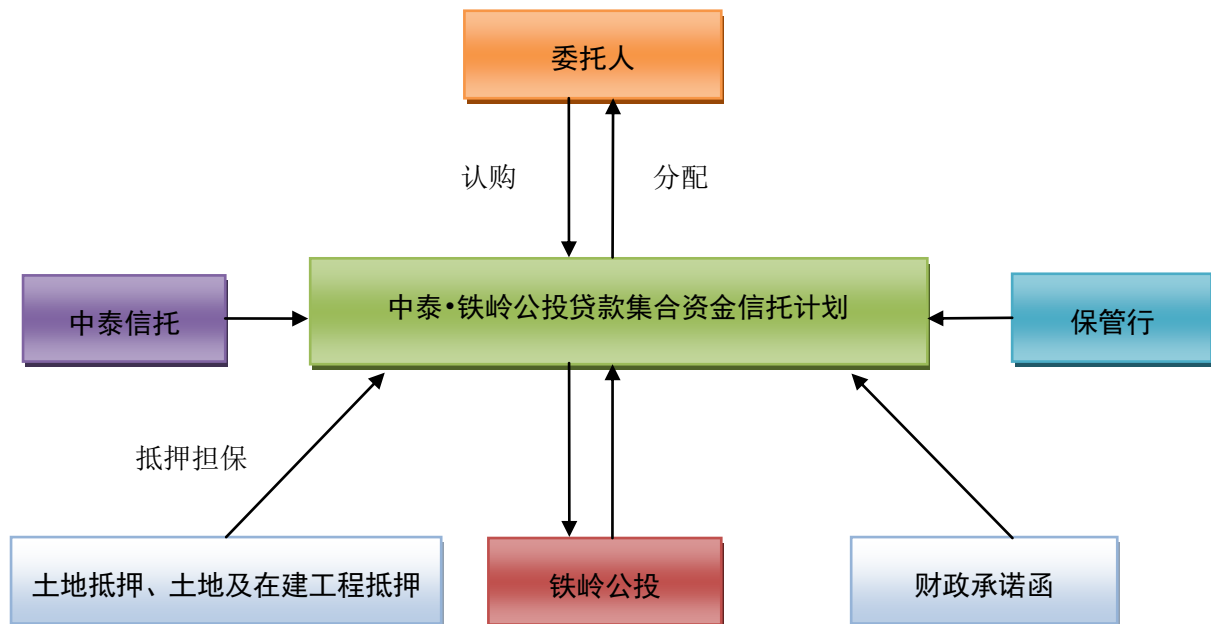 委托人
认购
分配
中泰信托
中泰•铁岭公投贷款集合资金信托计划
保管行
抵押担保
土地抵押、土地及在建工程抵押
铁岭公投
财政承诺函